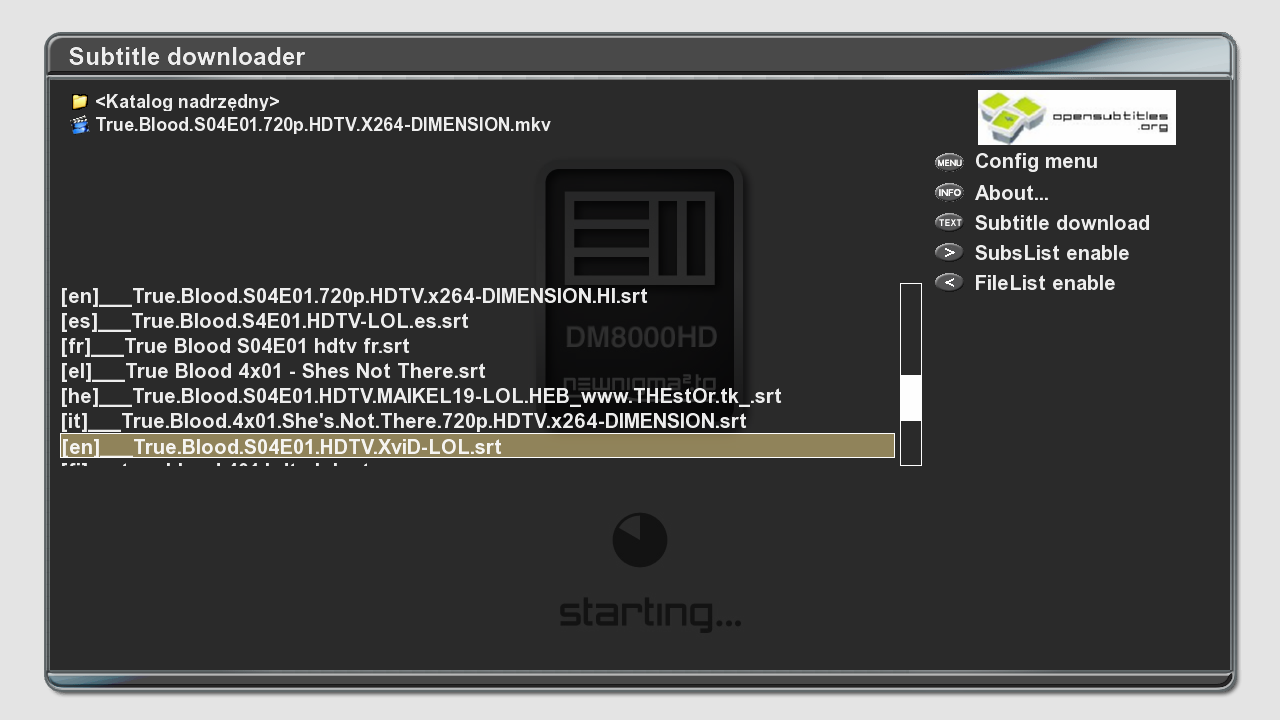 Subtitle downloader
<Katalog nadrzędny>
True.Blood.S04E01.720p.HDTV.X264-DIMENSION.mkv
opensubtitles
.org
MENU Config menu
INFO About...
TEXT Subtitle download
> SubsList enable
< FileList enable
[en]___True.Blood.S04E01.720p.HDTV.x264-DIMENSION.HI.srt
[es]___True.Blood.S4E01.HDTV-LOL.es.srt
[fr]___True Blood S04E01 hdtv fr.srt
[el]___True Blood 4x01 - Shes Not There.srt
[he]___True.Blood.S04E01.HDTV.MAIKEL19-LOL.HEB_www.THEstOr.tk_.srt
[it]___True.Blood.4x01.She's.Not.There.720p.HDTV.x264-DIMENSION.srt
[en]___True.Blood.S04E01.HDTV.XviD-LOL.srt
DM8000HD
newnigma²to
starting...